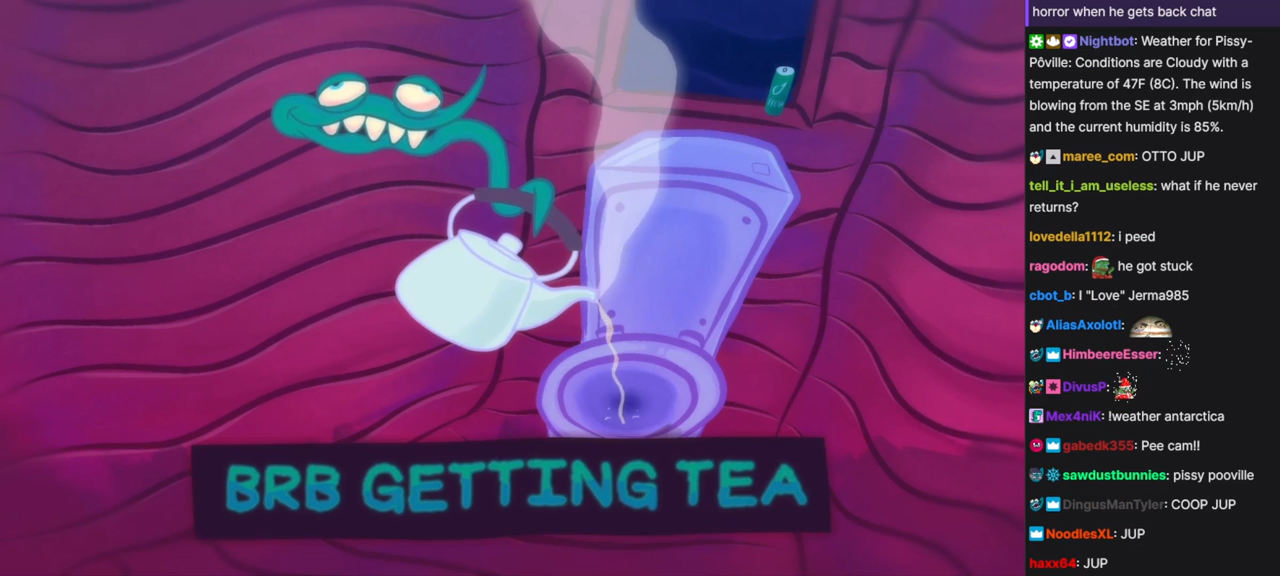 BRB GETTING TEA
horror when he gets back chat
Nightbot: Weather for Pissy-
Pôville: Conditions are Cloudy with a
temperature of 47F (8C). The wind is
blowing from the SE at 3mph (5km/h)
and the current humidity is 85%.
maree_com: OTTO JUP
tell_it_i_am_useless: what if he never
returns?
lovedella1112: i peed
ragodom: he got stuck
cbot_b: I "Love" Jerma985
AliasAxolotl:
HimbeereEsser:
DivusP:
Mex4niK: !weather antarctica
gabedk355: Pee cam!!
sawdustbunnies: pissy pooville
DingusManTyler: COOP JUP
NoodlesXL: JUP
haxx64: JUP